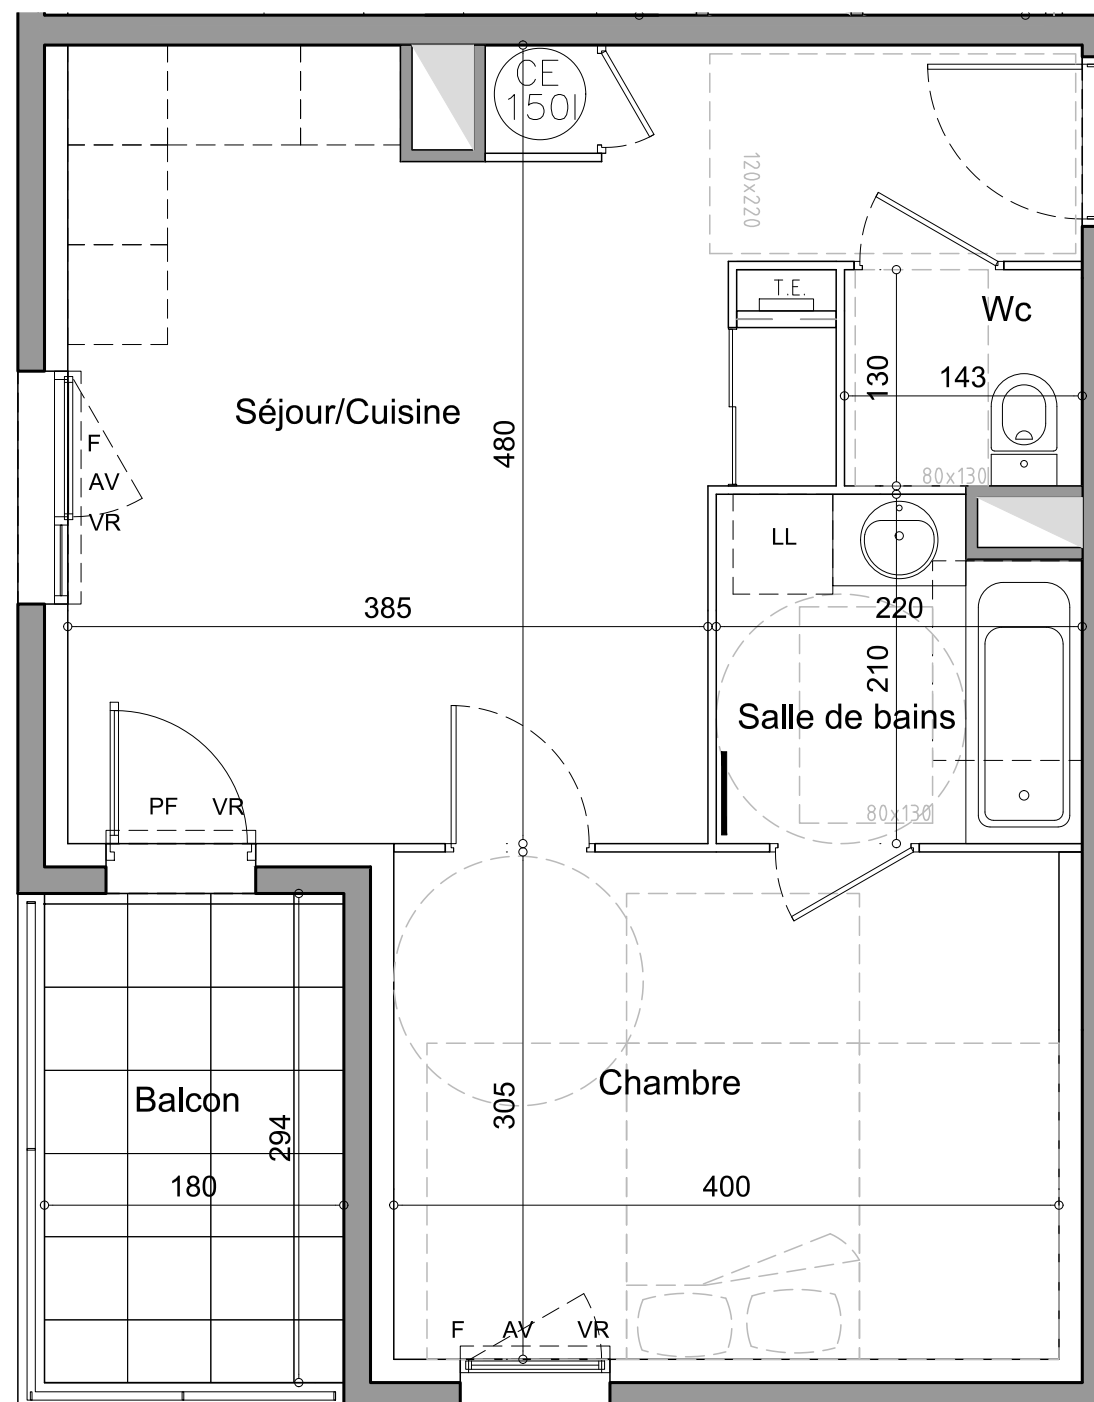 CE
150l
120x220
T.E.
Wc
130
143
80x130
Séjour/Cuisine
480
F
AV
VR
LL
385
220
210
Salle de bains
80x130
PF
VR
Balcon
294
180
Chambre
305
400
F
AV
VR